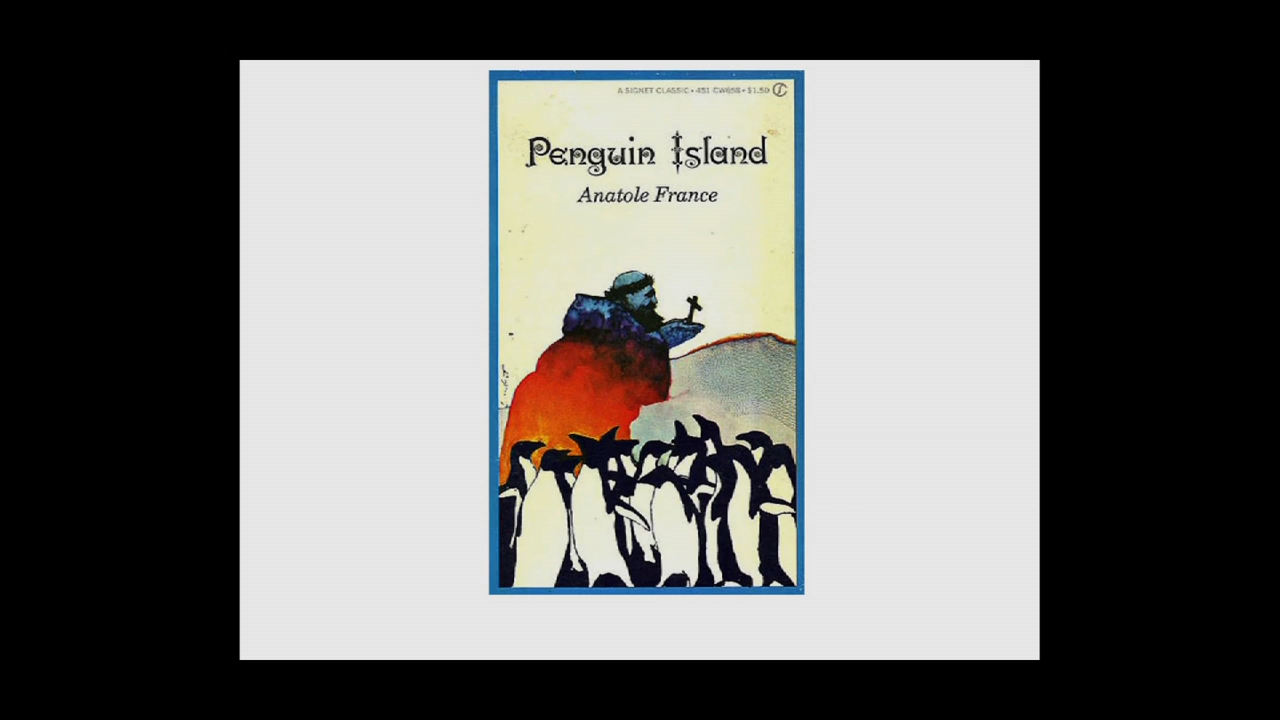 A SIGNET CLASSIC • 451-CW658 • $1.50
Penguin Island
Anatole France